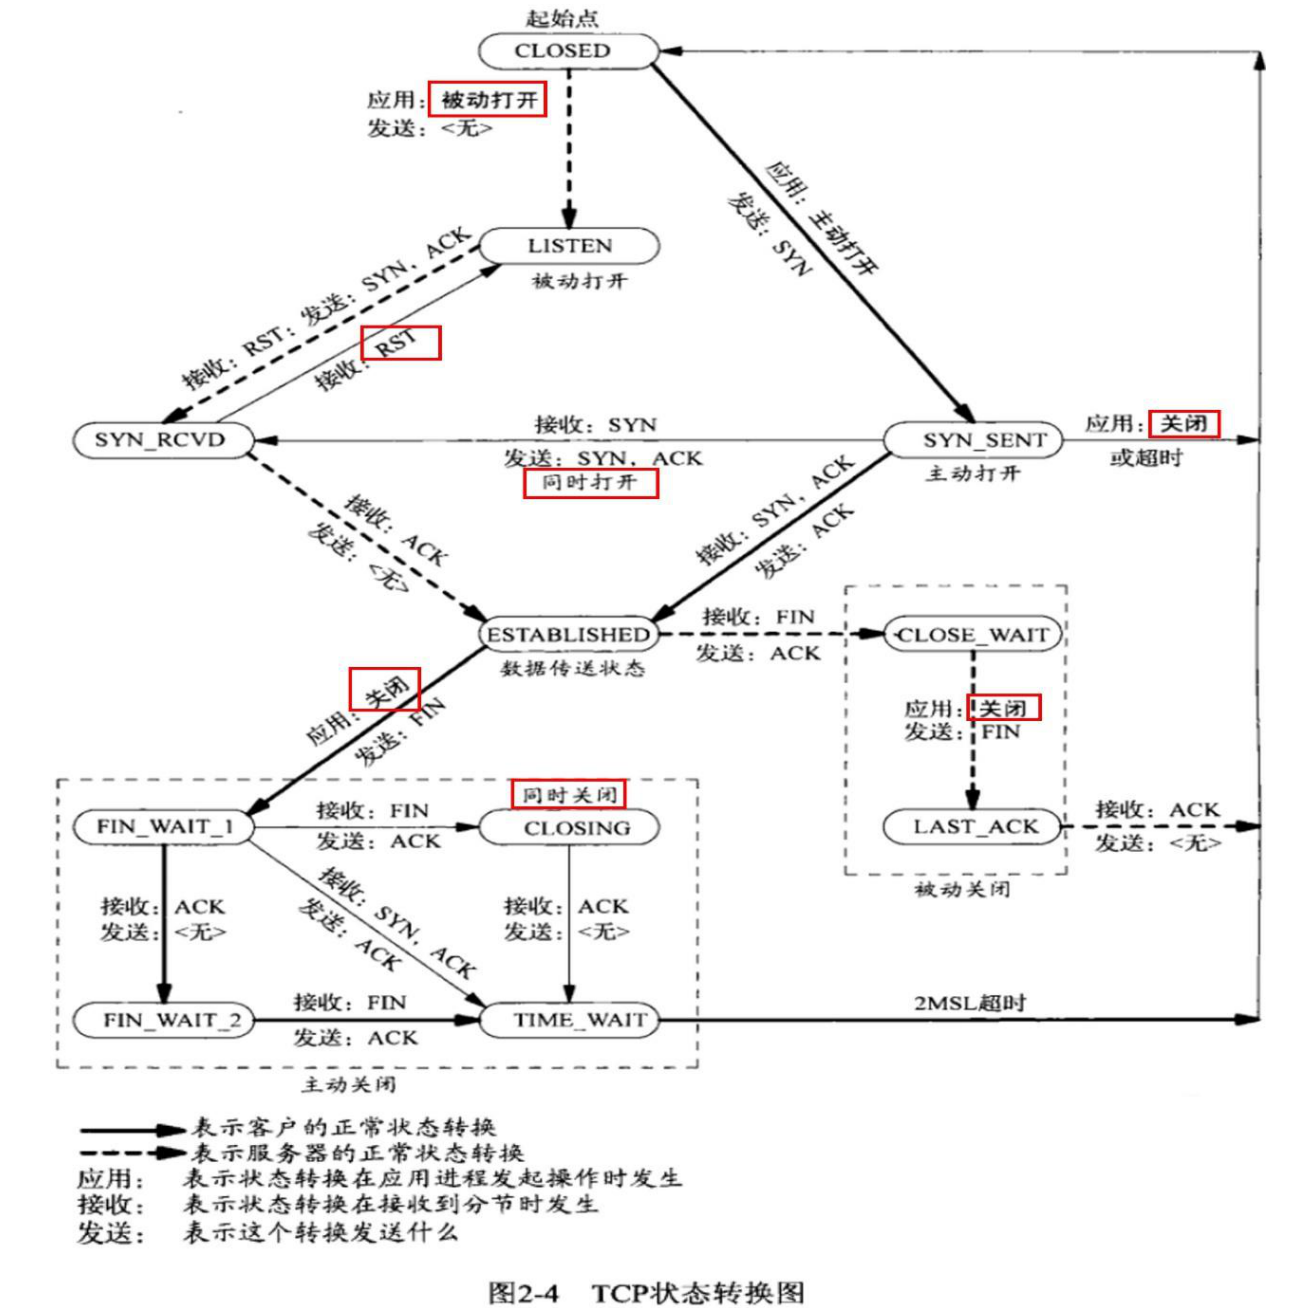 起始点
CLOSED
应用：被动打开
发送：<无>
应用：主动打开
发送：SYN
LISTEN
被动打开
接收：RST；发送：SYN，ACK
接收：RST
SYN_RCVD
接收：SYN
发送：SYN，ACK
同时打开
SYN_SENT
主动打开
应用：关闭
或超时
接收：ACK
发送：<无>
接收：SYN，ACK
发送：ACK
ESTABLISHED
数据传送状态
接收：FIN
发送：ACK
CLOSE_WAIT
应用：关闭
发送：FIN
应用：关闭
发送：FIN
LAST_ACK
被动关闭
接收：ACK
发送：<无>
同时关闭
FIN_WAIT_1
接收：FIN
发送：ACK
CLOSING
接收：ACK
发送：<无>
接收：SYN，ACK
发送：ACK
接收：ACK
发送：<无>
FIN_WAIT_2
接收：FIN
发送：ACK
TIME_WAIT
2MSL超时
主动关闭
表示客户的正常状态转换
表示服务器的正常状态转换
应用： 表示状态转换在应用进程发起操作时发生
接收： 表示状态转换在接收到分节时发生
发送： 表示这个转换发送什么
图2-4 TCP状态转换图